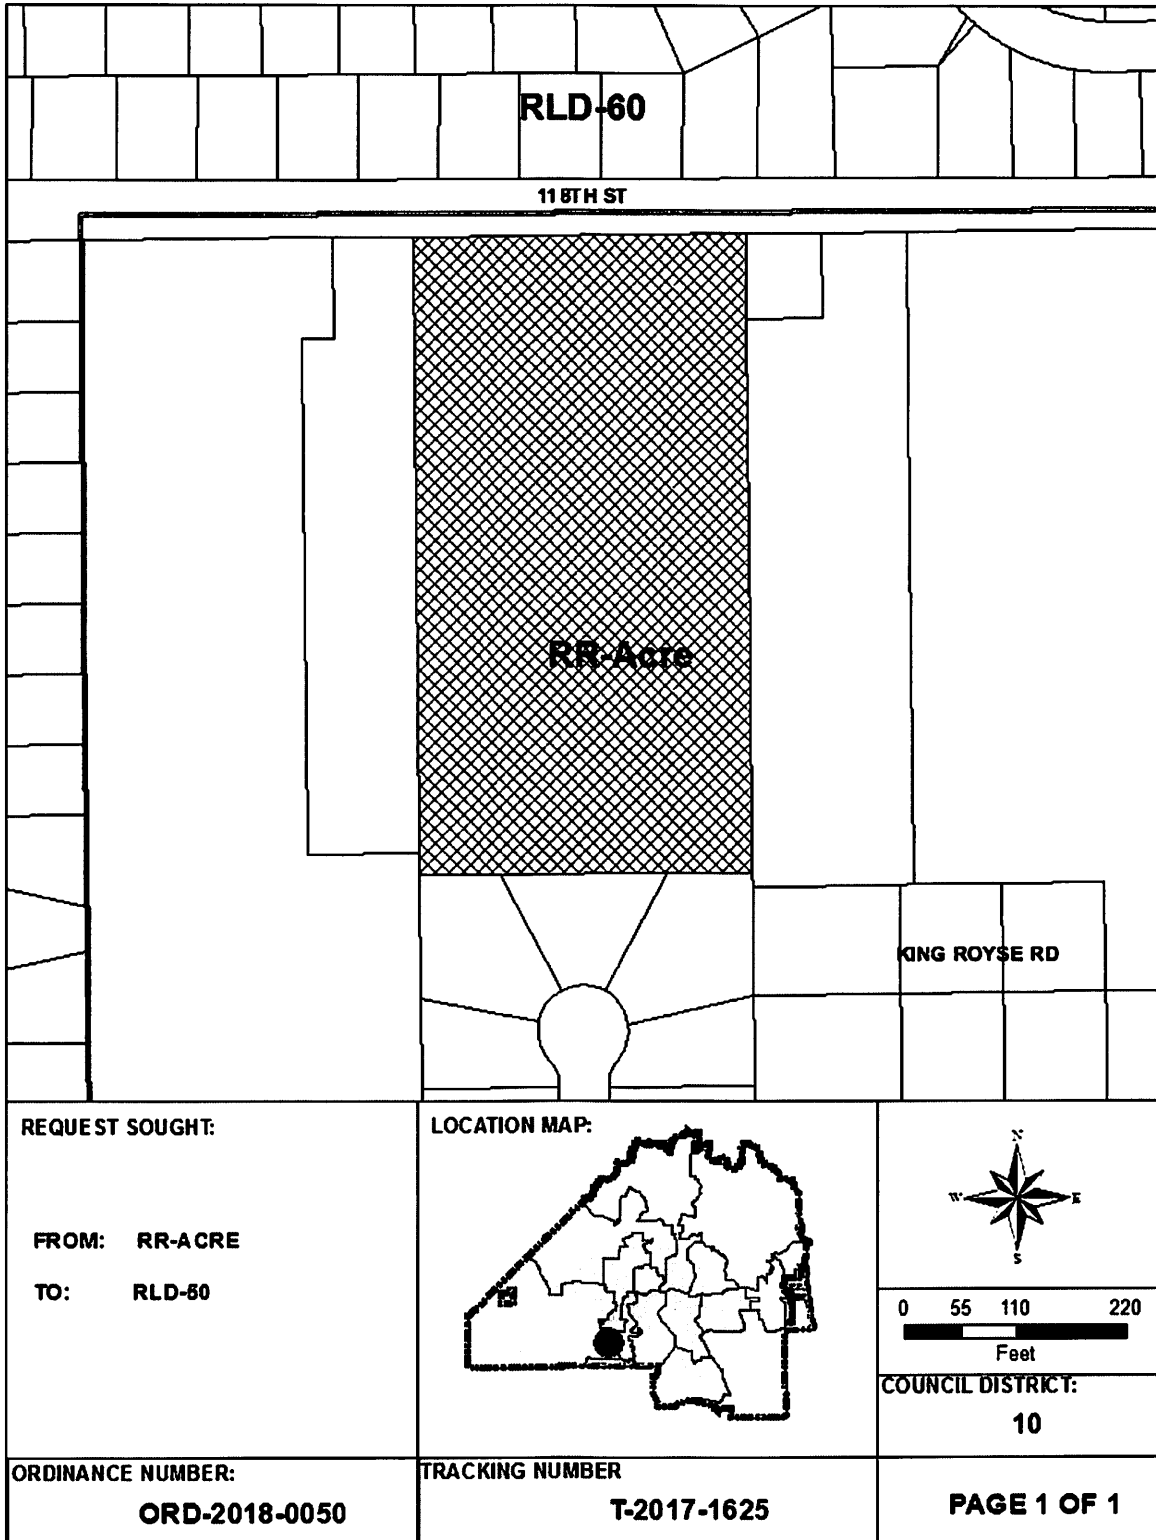 RLD-60
118TH ST
RR-Acre
KING ROYSE RD
REQUEST SOUGHT:
FROM: RR-ACRE
TO: RLD-50
LOCATION MAP:
N
W E
S
0 55 110 220
Feet
COUNCIL DISTRICT:
10
ORDINANCE NUMBER:
ORD-2018-0050
TRACKING NUMBER
T-2017-1625
PAGE 1 OF 1